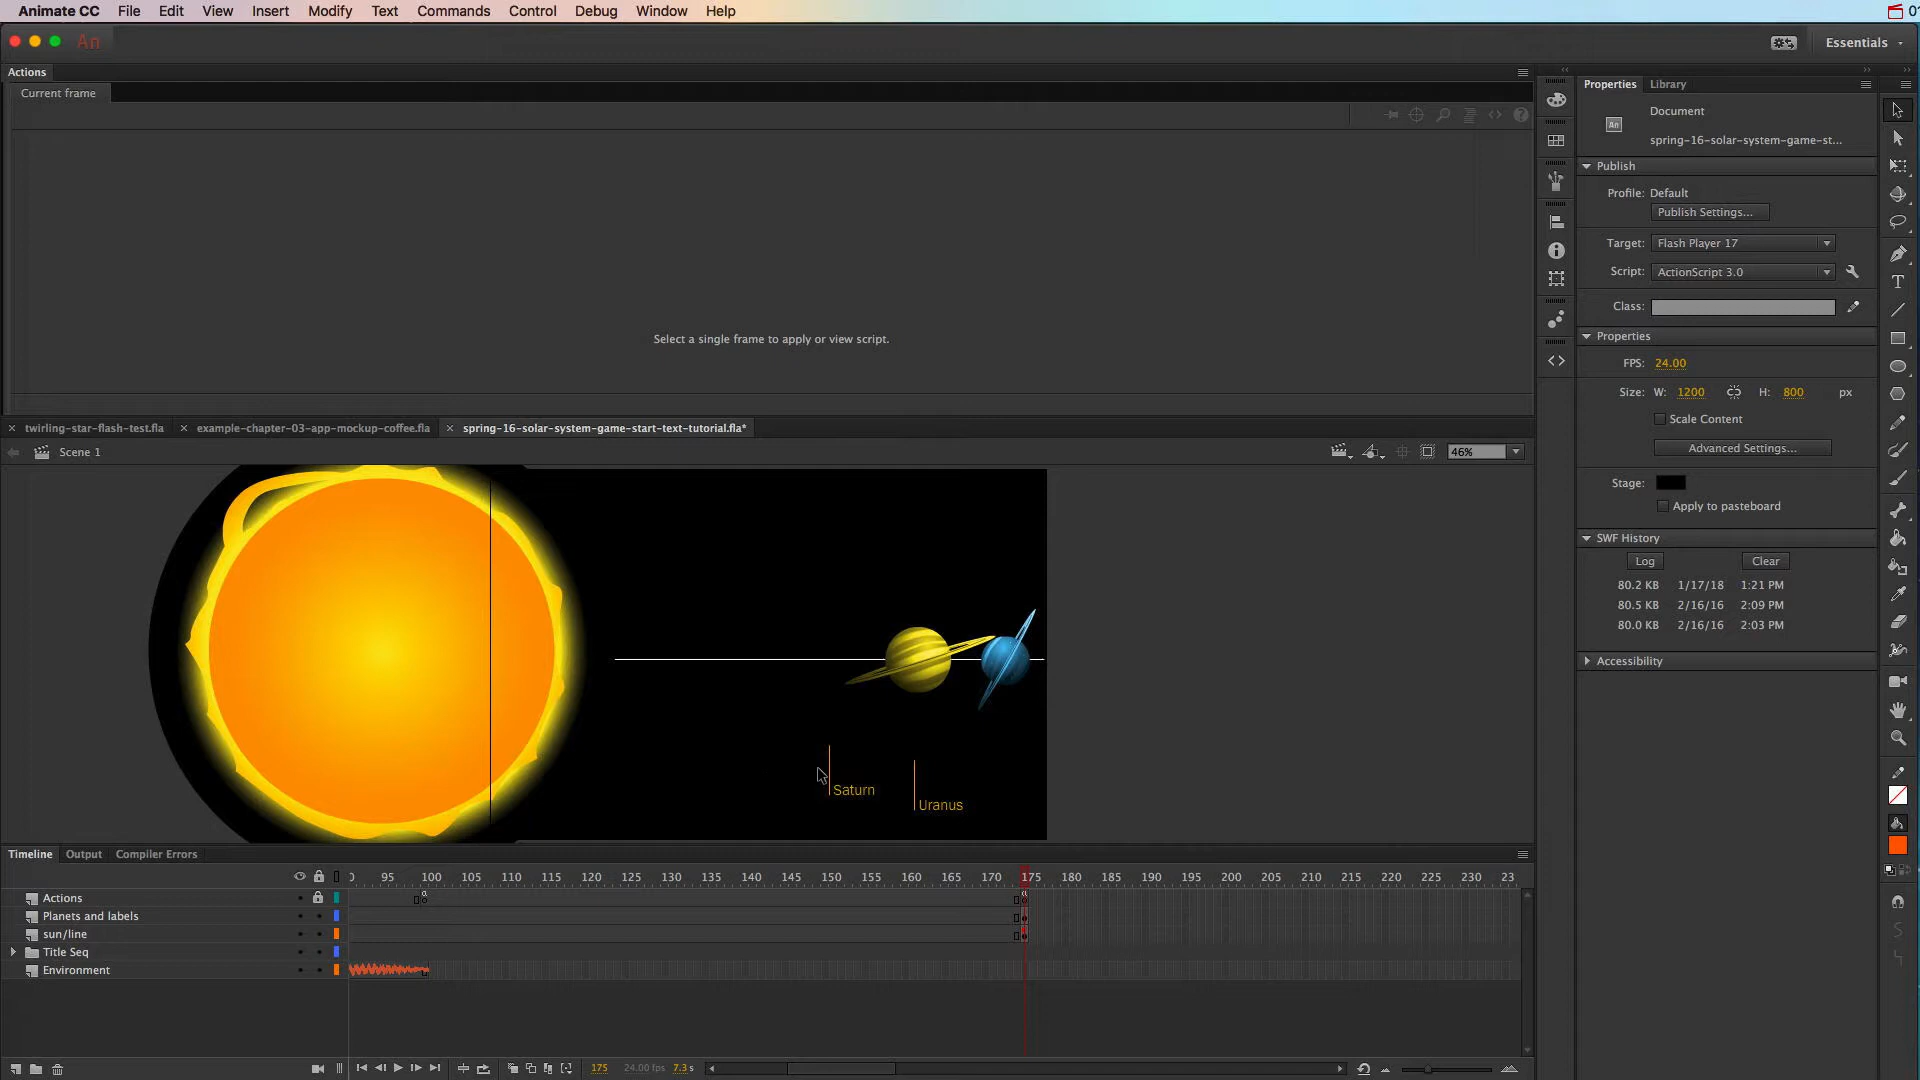 Animate CC File Edit View Insert Modify Text Commands Control Debug Window Help 01
An Essentials
Actions
Current frame
Select a single frame to apply or view script.
twirling-star-flash-test.fla example-chapter-03-app-mockup-coffee.fla spring-16-solar-system-game-start-text-tutorial.fla*
Scene 1 46%
Saturn
Uranus
Timeline Output Compiler Errors
95 100 105 110 115 120 125 130 135 140 145 150 155 160 165 170 175 180 185 190 195 200 205 210 215 220 225 230 23
Actions
Planets and labels
sun/line
Title Seq
Environment
175 24.00 fps 7.3 s
Properties Library
Document
An
spring-16-solar-system-game-st...
Publish
Profile: Default
Publish Settings...
Target: Flash Player 17
Script: ActionScript 3.0
Class:
Properties
FPS: 24.00
Size: W: 1200 H: 800 px
Scale Content
Advanced Settings...
Stage:
Apply to pasteboard
SWF History
Log Clear
80.2 KB 1/17/18 1:21 PM
80.5 KB 2/16/16 2:09 PM
80.0 KB 2/16/16 2:03 PM
Accessibility